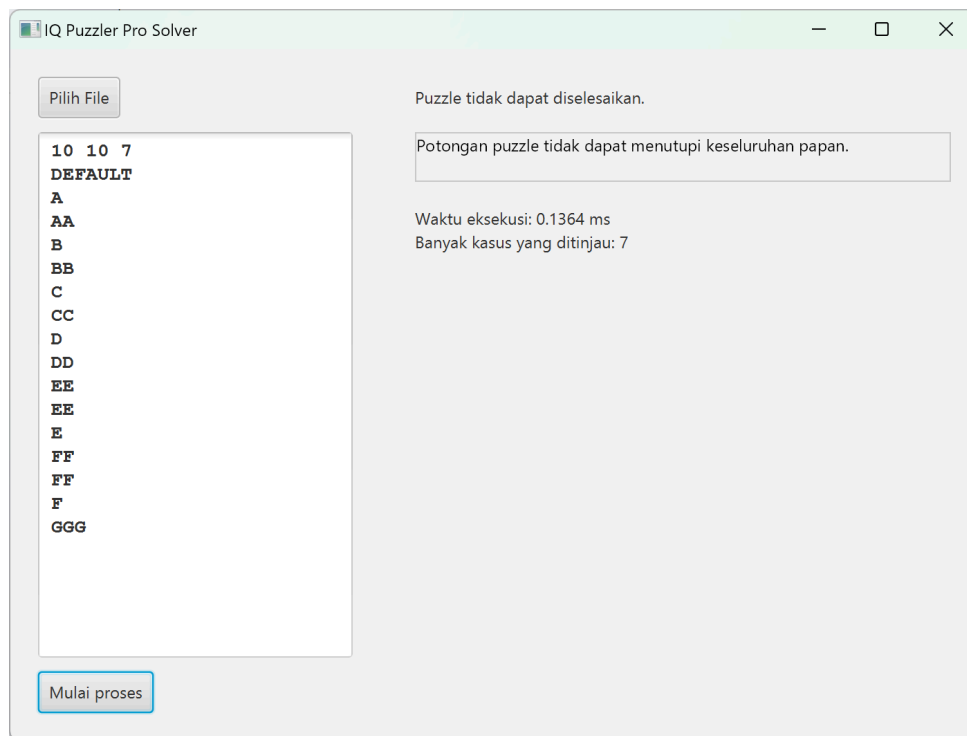 IQ Puzzler Pro Solver
Pilih File
10 10 7
DEFAULT
A
AA
B
BB
C
CC
D
DD
EE
EE
E
FF
FF
F
GGG
Mulai proses
Puzzle tidak dapat diselesaikan.
Potongan puzzle tidak dapat menutupi keseluruhan papan.
Waktu eksekusi: 0.1364 ms
Banyak kasus yang ditinjau: 7